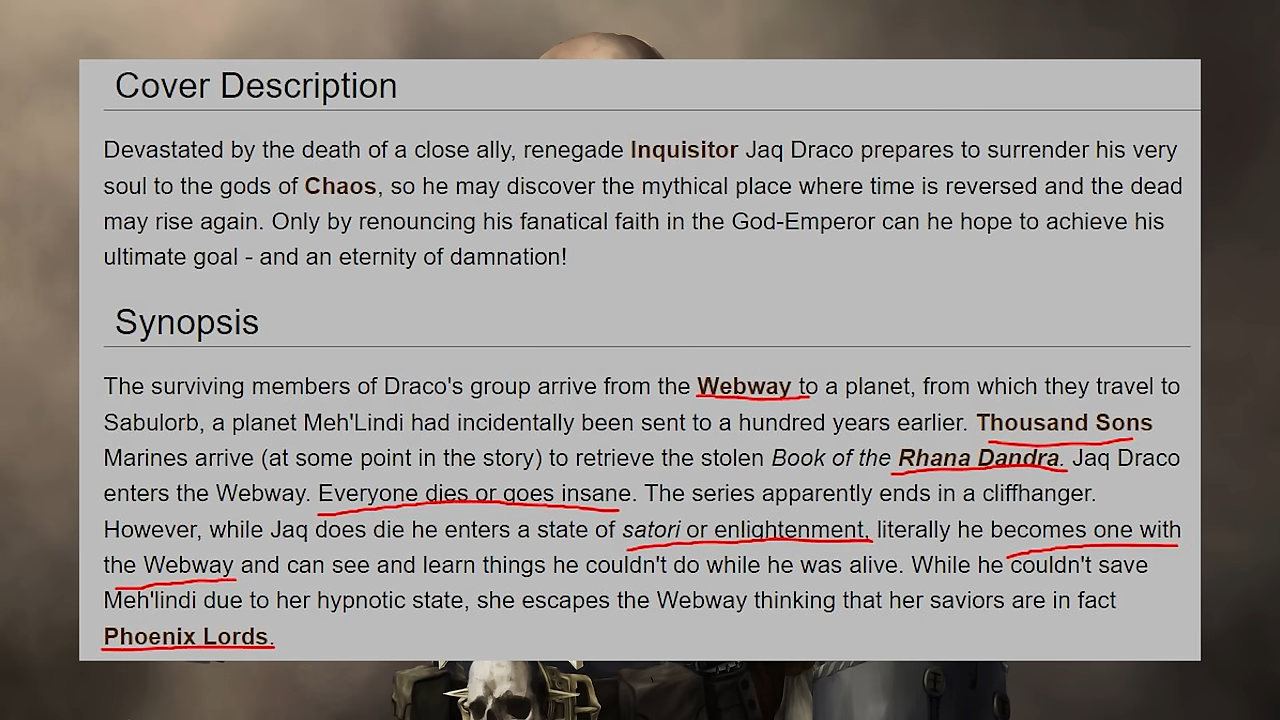 Cover Description
Devastated by the death of a close ally, renegade Inquisitor Jaq Draco prepares to surrender his very
soul to the gods of Chaos, so he may discover the mythical place where time is reversed and the dead
may rise again. Only by renouncing his fanatical faith in the God-Emperor can he hope to achieve his
ultimate goal - and an eternity of damnation!
Synopsis
The surviving members of Draco's group arrive from the Webway to a planet, from which they travel to
Sabulorb, a planet Meh'Lindi had incidentally been sent to a hundred years earlier. Thousand Sons
Marines arrive (at some point in the story) to retrieve the stolen Book of the Rhana Dandra. Jaq Draco
enters the Webway. Everyone dies or goes insane. The series apparently ends in a cliffhanger.
However, while Jaq does die he enters a state of satori or enlightenment, literally he becomes one with
the Webway and can see and learn things he couldn't do while he was alive. While he couldn't save
Meh'lindi due to her hypnotic state, she escapes the Webway thinking that her saviors are in fact
Phoenix Lords.